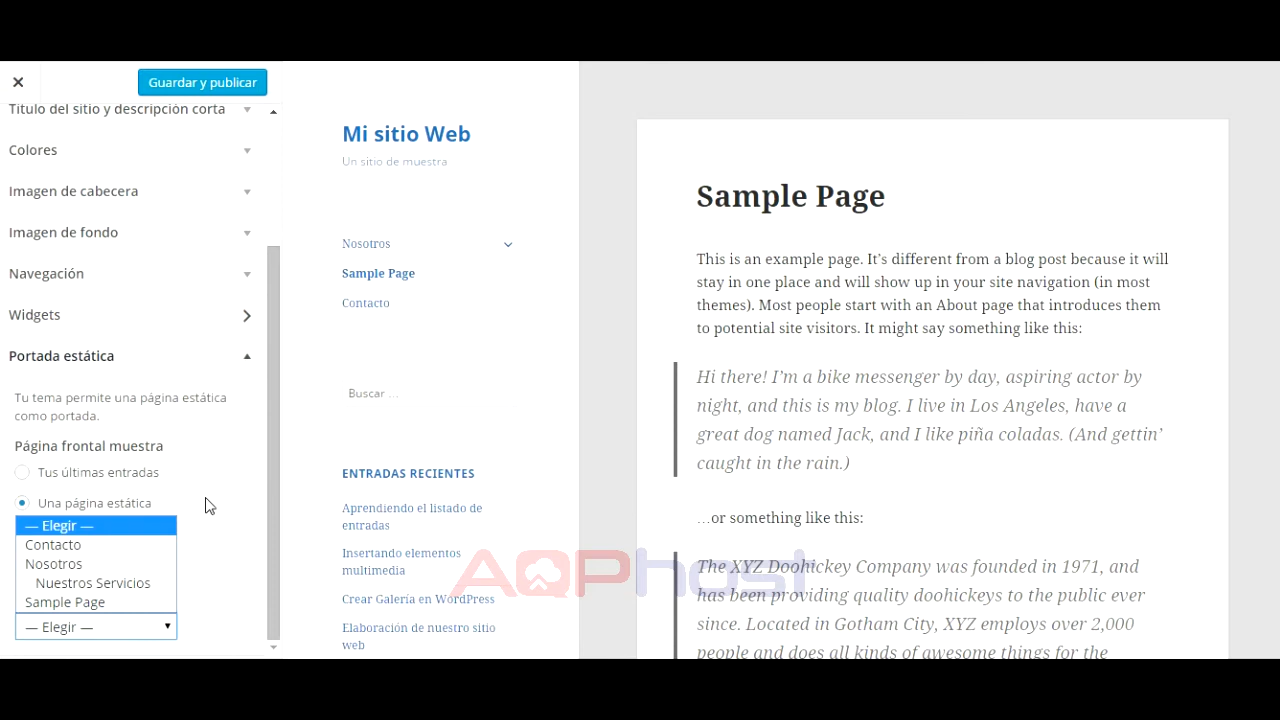 Guardar y publicar
Título del sitio y descripción corta
Colores
Imagen de cabecera
Imagen de fondo
Navegación
Widgets
Portada estática
Tu tema permite una página estática
como portada.
Página frontal muestra
Tus últimas entradas
Una página estática
— Elegir —
Contacto
Nosotros
Nuestros Servicios
Sample Page
— Elegir —
Mi sitio Web
Un sitio de muestra
Nosotros
Sample Page
Contacto
Buscar ...
ENTRADAS RECIENTES
Aprendiendo el listado de
entradas
Insertando elementos
multimedia
Crear Galería en WordPress
Elaboración de nuestro sitio
web
Sample Page
This is an example page. It’s different from a blog post because it will
stay in one place and will show up in your site navigation (in most
themes). Most people start with an About page that introduces them
to potential site visitors. It might say something like this:
Hi there! I’m a bike messenger by day, aspiring actor by
night, and this is my blog. I live in Los Angeles, have a
great dog named Jack, and I like piña coladas. (And gettin’
caught in the rain.)
…or something like this:
The XYZ Doohickey Company was founded in 1971, and
has been providing quality doohickeys to the public ever
since. Located in Gotham City, XYZ employs over 2,000
people and does all kinds of awesome things for the
AQPhost